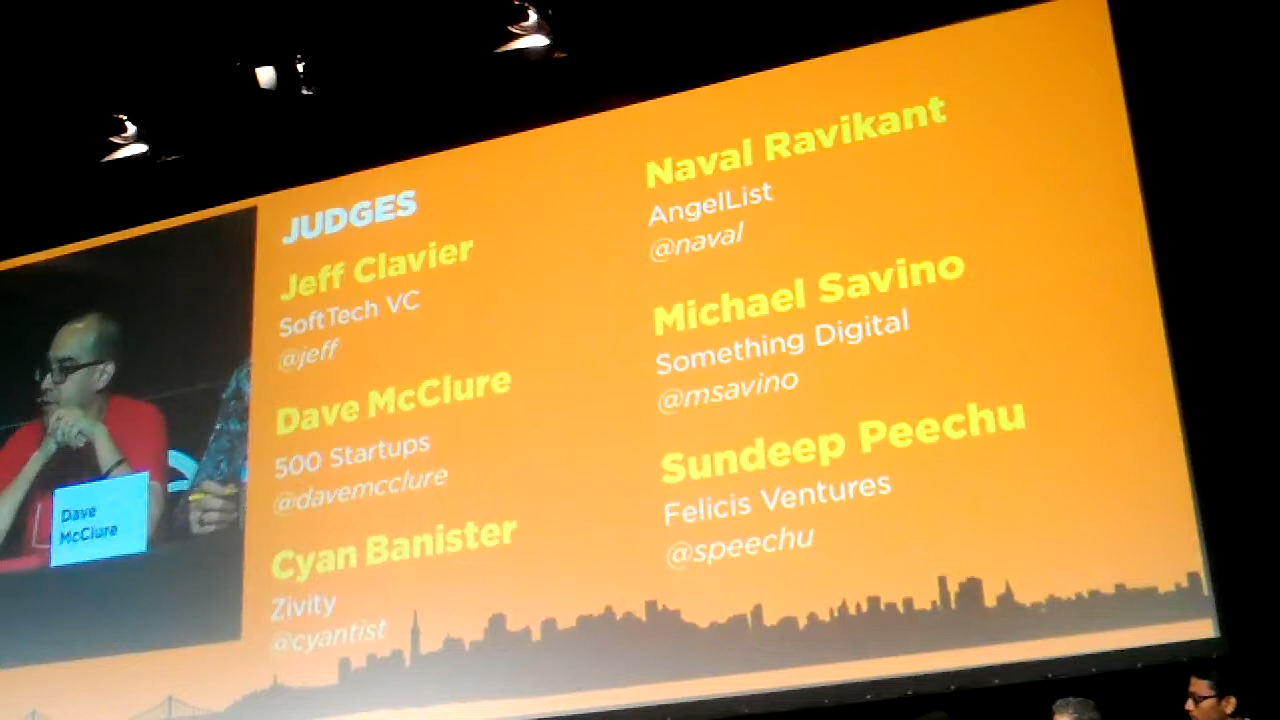 JUDGES
Jeff Clavier
SoftTech VC
@jeff
Dave McClure
500 Startups
@davemcclure
Cyan Banister
Zivity
@cyantist
Naval Ravikant
AngelList
@naval
Michael Savino
Something Digital
@msavino
Sundeep Peechu
Felicis Ventures
@speechu
Dave
McClure